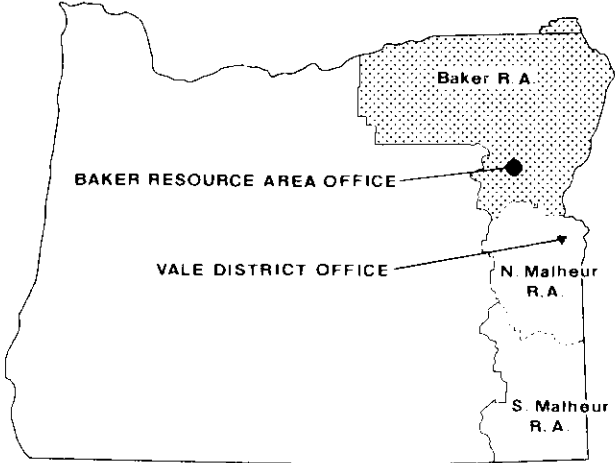 Baker R.A.
BAKER RESOURCE AREA OFFICE
VALE DISTRICT OFFICE
N. Malheur
R.A.
S. Malheur
R.A.